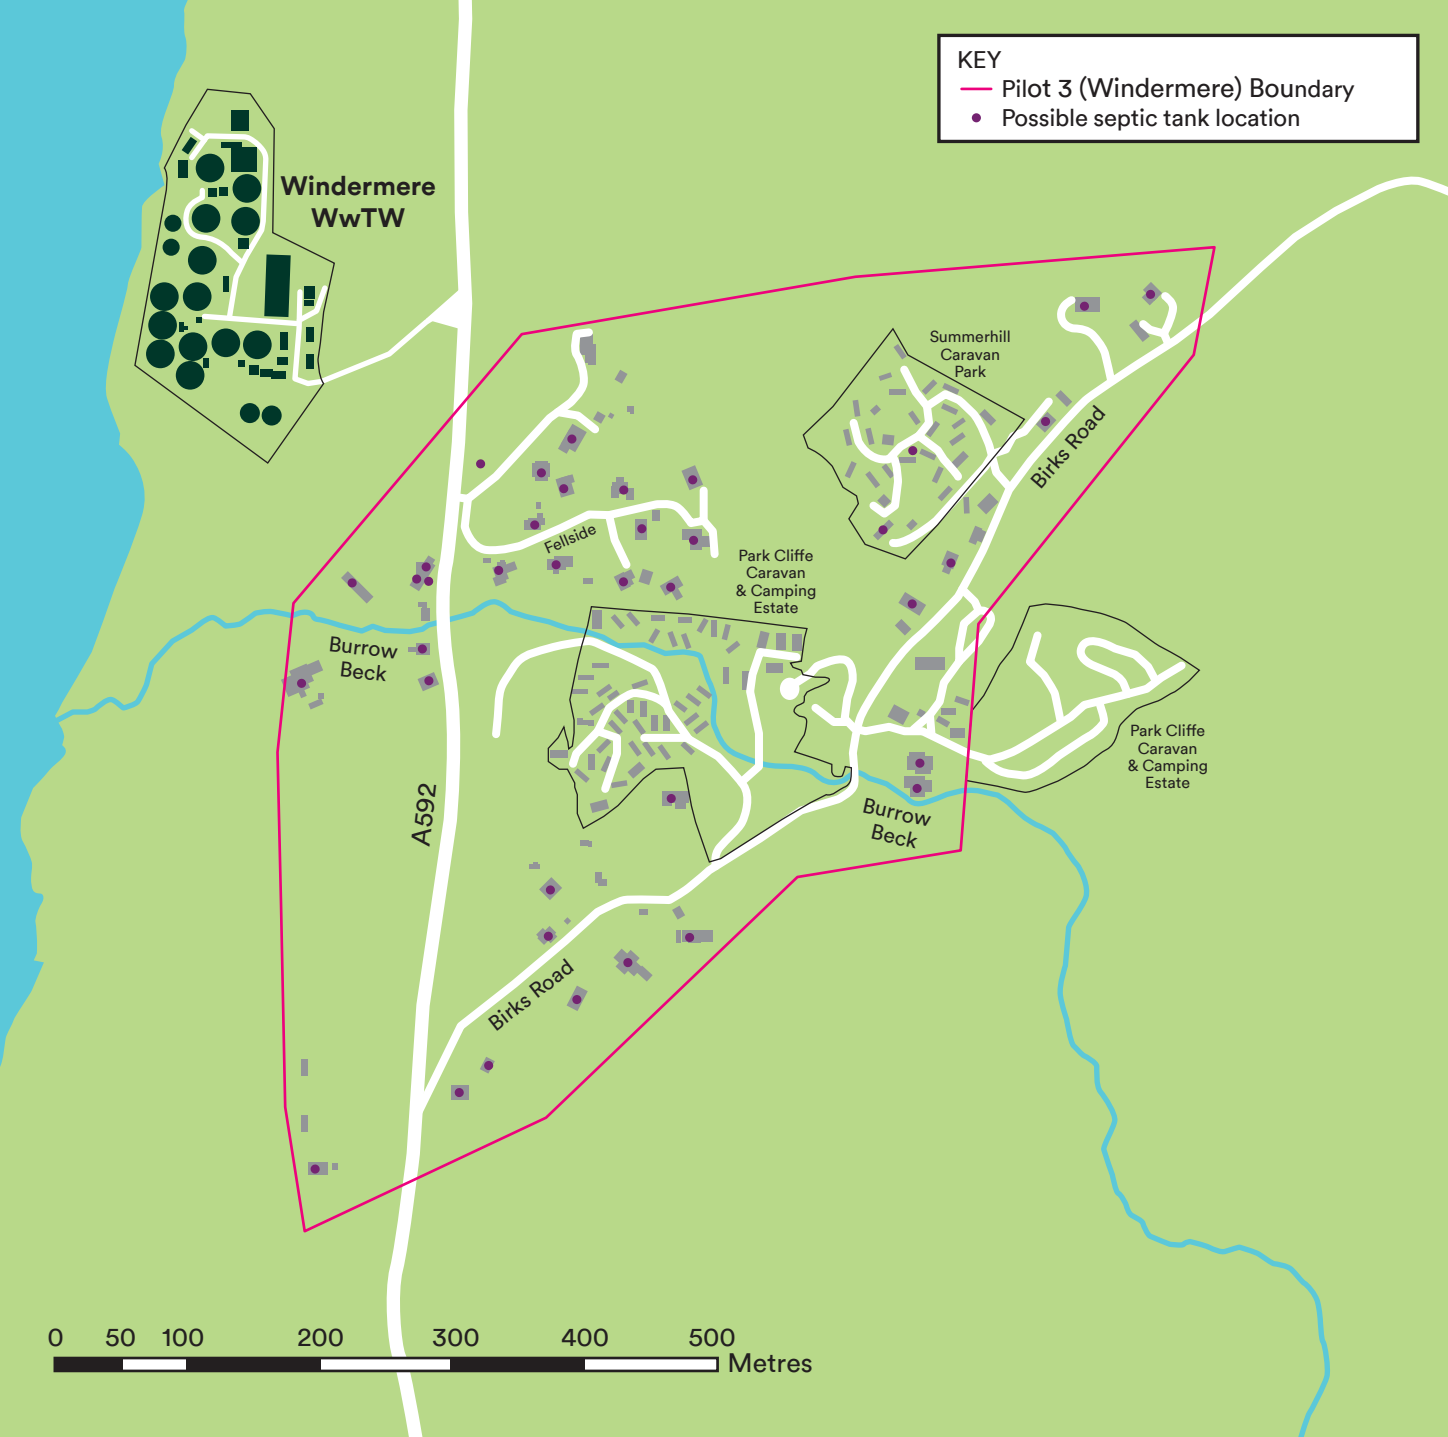 KEY
Pilot 3 (Windermere) Boundary
Possible septic tank location
Windermere
WwTW
Summerhill
Caravan
Park
Birks Road
Fellside
Park Cliffe
Caravan
& Camping
Estate
Burrow
Beck
Park Cliffe
Caravan
& Camping
Estate
A592
Burrow
Beck
Birks Road
0 50 100 200 300 400 500
Metres